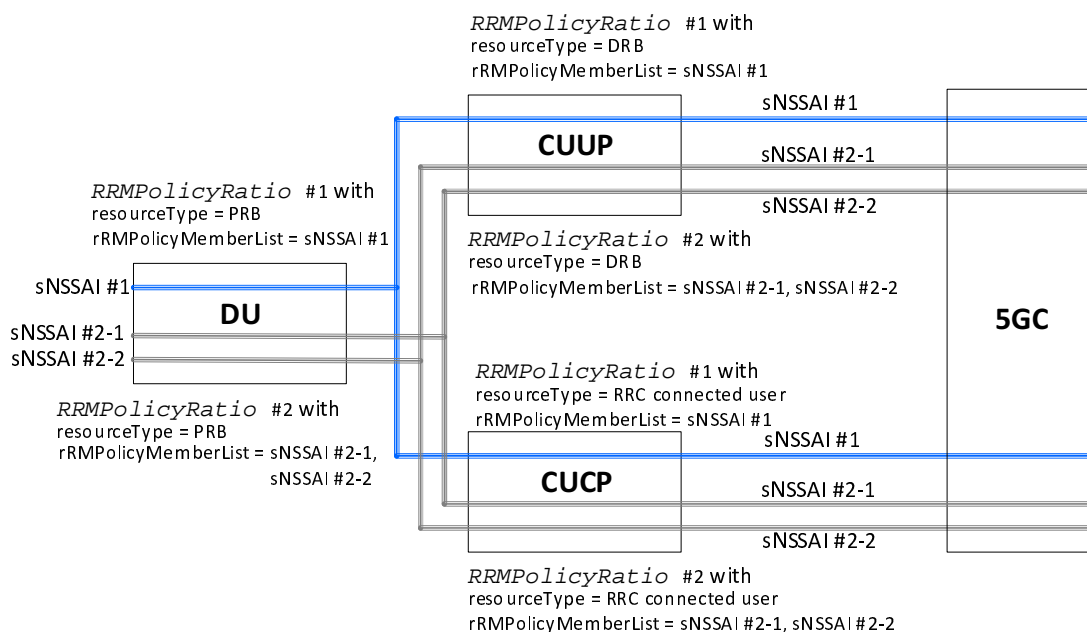 RRMPolicyRatio #1 with
resourceType = DRB
rRMPolicyMemberList = sNSSAI #1
sNSSAI #1
CUUP
sNSSAI #2-1
sNSSAI #2-2
RRMPolicyRatio #1 with
resourceType = PRB
rRMPolicyMemberList = sNSSAI #1
RRMPolicyRatio #2 with
resourceType = DRB
rRMPolicyMemberList = sNSSAI #2-1, sNSSAI #2-2
sNSSAI #1
DU
sNSSAI #2-1
sNSSAI #2-2
5GC
RRMPolicyRatio #2 with
resourceType = PRB
rRMPolicyMemberList = sNSSAI #2-1,
sNSSAI #2-2
RRMPolicyRatio #1 with
resourceType = RRC connected user
rRMPolicyMemberList = sNSSAI #1
sNSSAI #1
CUCP
sNSSAI #2-1
sNSSAI #2-2
RRMPolicyRatio #2 with
resourceType = RRC connected user
rRMPolicyMemberList = sNSSAI #2-1, sNSSAI #2-2